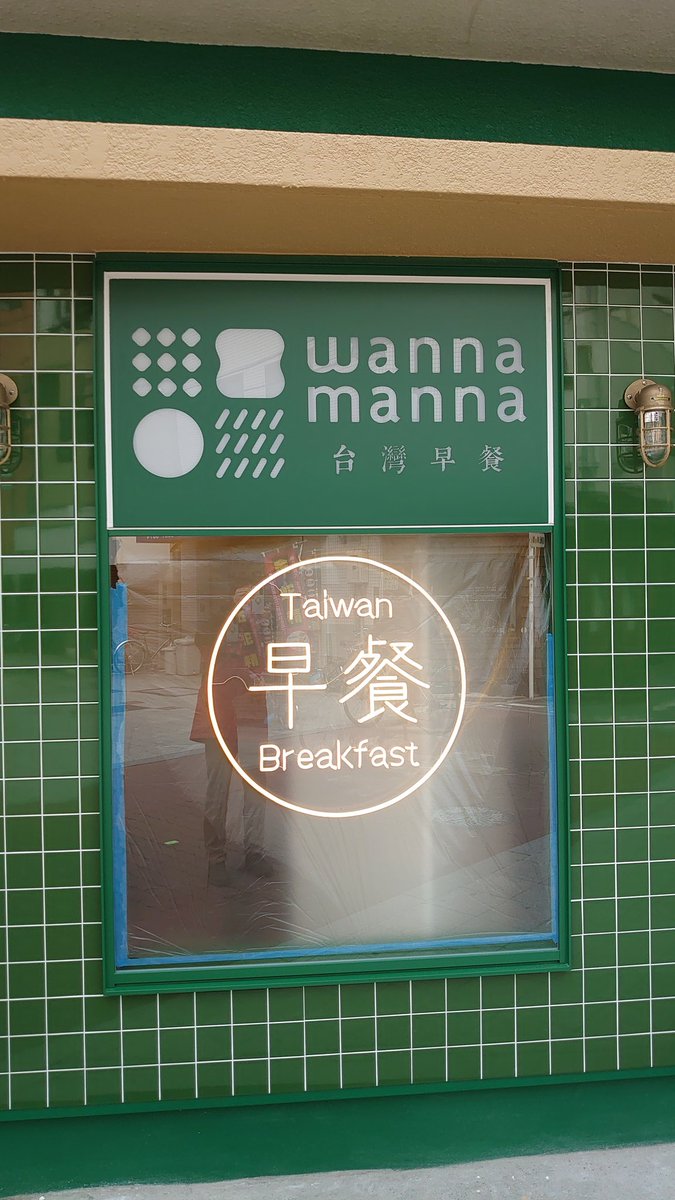 wanna
manna
台灣早餐
Taiwan
早餐
Breakfast